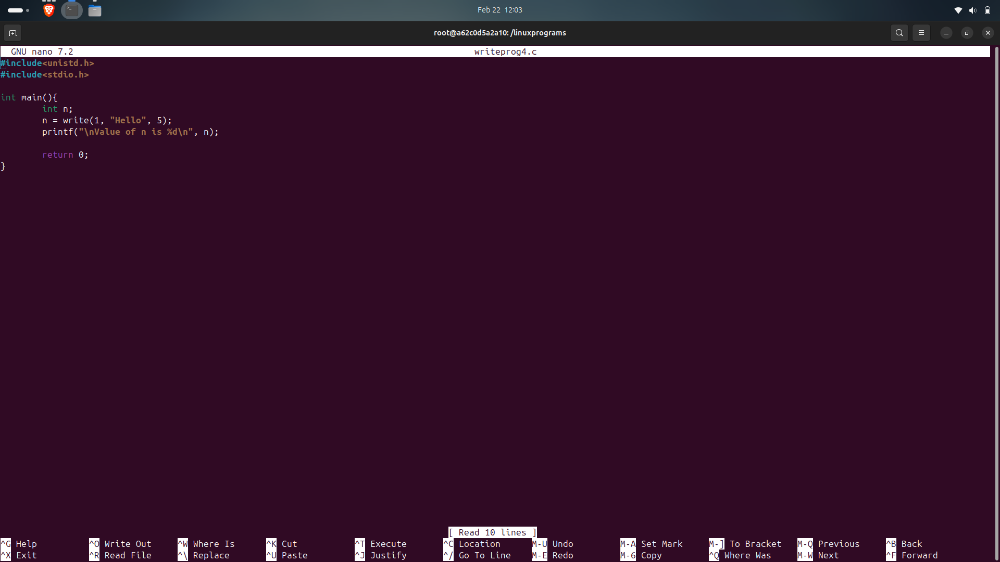 Feb 22 12:03
root@a62c0d5a2a10: /linuxprograms
GNU nano 7.2 writeprog4.c
#include<unistd.h>
#include<stdio.h>
int main(){
int n;
n = write(1, "Hello", 5);
printf("\nValue of n is %d\n", n);
return 0;
}
[ Read 10 lines ]
^G Help ^O Write Out ^W Where Is ^K Cut ^T Execute ^C Location M-U Undo M-A Set Mark M-] To Bracket M-Q Previous ^B Back
^X Exit ^R Read File ^\ Replace ^U Paste ^J Justify ^/ Go To Line M-E Redo M-6 Copy ^Q Where Was M-W Next ^F Forward